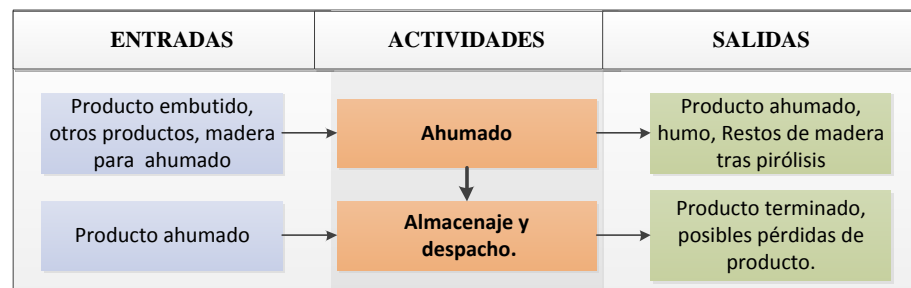 ENTRADAS
ACTIVIDADES
SALIDAS
Producto embutido,
otros productos, madera
para ahumado
Ahumado
Producto ahumado,
humo, Restos de madera
tras pirólisis
Producto ahumado
Almacenaje y
despacho.
Producto terminado,
posibles pérdidas de
producto.